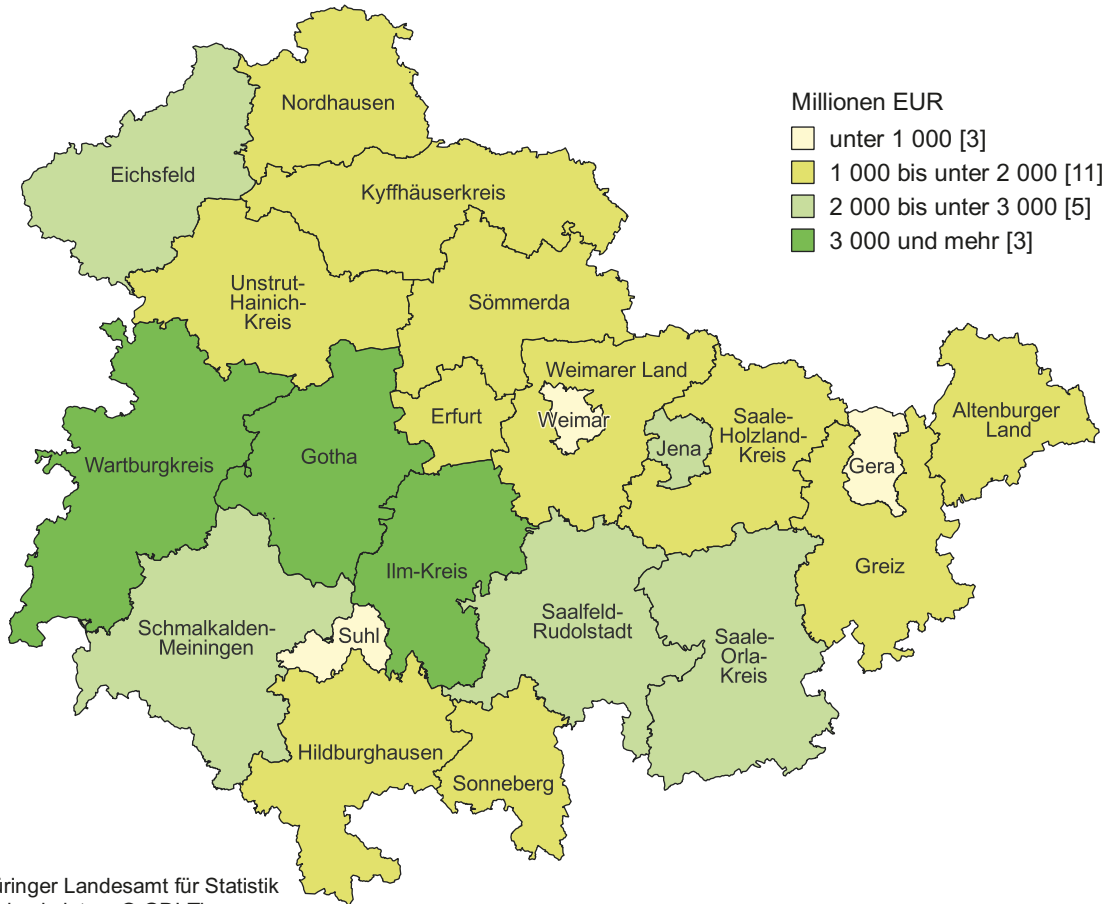 Nordhausen
Millionen EUR
unter 1 000 [3]
1 000 bis unter 2 000 [11]
2 000 bis unter 3 000 [5]
3 000 und mehr [3]
Eichsfeld
Kyffhäuserkreis
Unstrut-
Hainich-
Kreis
Sömmerda
Weimarer Land
Erfurt
Weimar
Jena
Saale-
Holzland-
Kreis
Gera
Altenburger
Land
Wartburgkreis
Gotha
Ilm-Kreis
Greiz
Schmalkalden-
Meiningen
Suhl
Saalfeld-
Rudolstadt
Saale-
Orla-
Kreis
Hildburghausen
Sonneberg
üringer Landesamt für Statistik